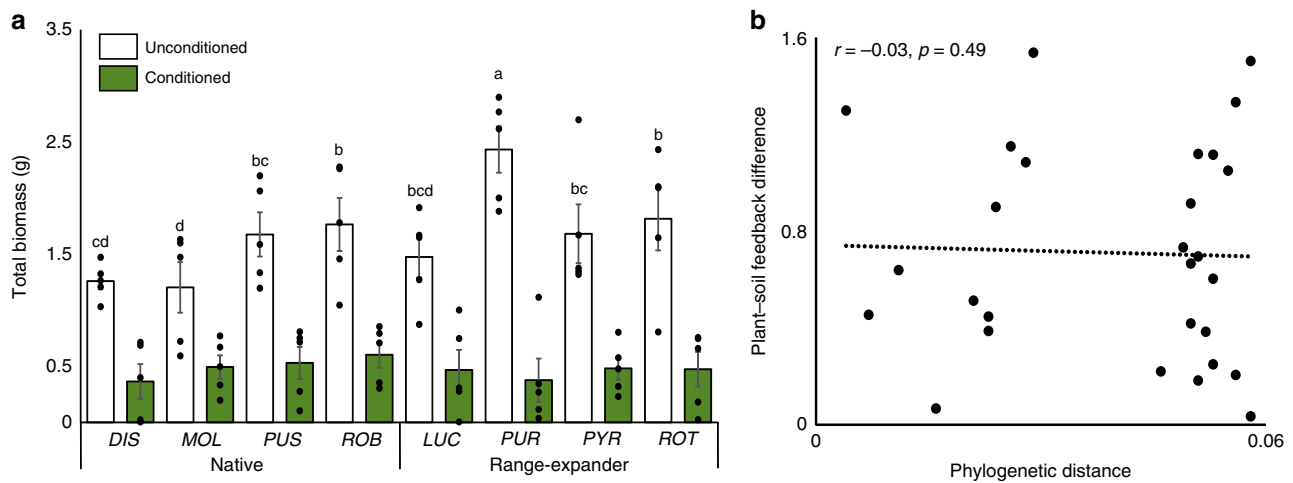 a
3.5
2.5
1.5
0.5
0
Total biomass (g)
Unconditioned
Conditioned
cd
d
bc
b
bcd
a
bc
b
DIS MOL PUS ROB LUC PUR PYR ROT
Native Range-expander
b
1.6
0.8
0
Plant–soil feedback difference
r = –0.03, p = 0.49
0 0.06
Phylogenetic distance